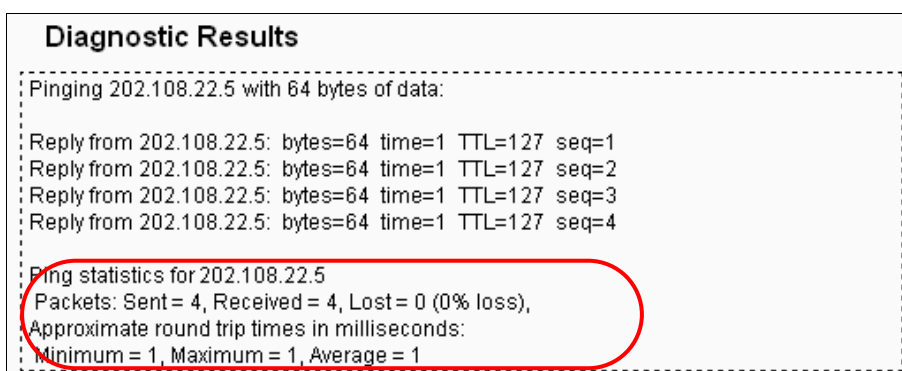 Diagnostic Results
Pinging 202.108.22.5 with 64 bytes of data:
Reply from 202.108.22.5: bytes=64 time=1 TTL=127 seq=1
Reply from 202.108.22.5: bytes=64 time=1 TTL=127 seq=2
Reply from 202.108.22.5: bytes=64 time=1 TTL=127 seq=3
Reply from 202.108.22.5: bytes=64 time=1 TTL=127 seq=4
Ping statistics for 202.108.22.5
Packets: Sent = 4, Received = 4, Lost = 0 (0% loss),
Approximate round trip times in milliseconds:
Minimum = 1, Maximum = 1, Average = 1